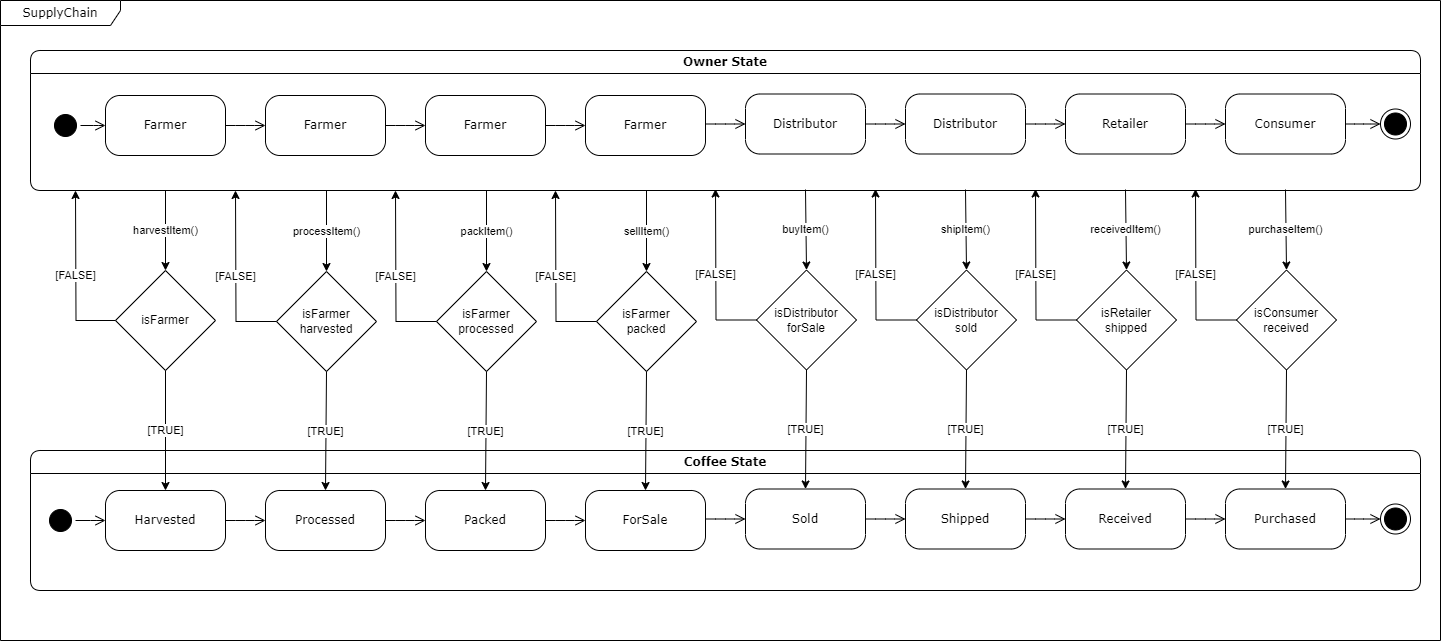 SupplyChain
Owner State
Farmer
Farmer
Farmer
Farmer
Distributor
Distributor
Retailer
Consumer
harvestItem()
processItem()
packItem()
sellItem()
buyItem()
shipItem()
receivedItem()
purchaseItem()
[FALSE]
[FALSE]
[FALSE]
[FALSE]
[FALSE]
[FALSE]
[FALSE]
[FALSE]
isFarmer
isFarmer
harvested
isFarmer
processed
isFarmer
packed
isDistributor
forSale
isDistributor
sold
isRetailer
shipped
isConsumer
received
[TRUE]
[TRUE]
[TRUE]
[TRUE]
[TRUE]
[TRUE]
[TRUE]
[TRUE]
Coffee State
Harvested
Processed
Packed
ForSale
Sold
Shipped
Received
Purchased